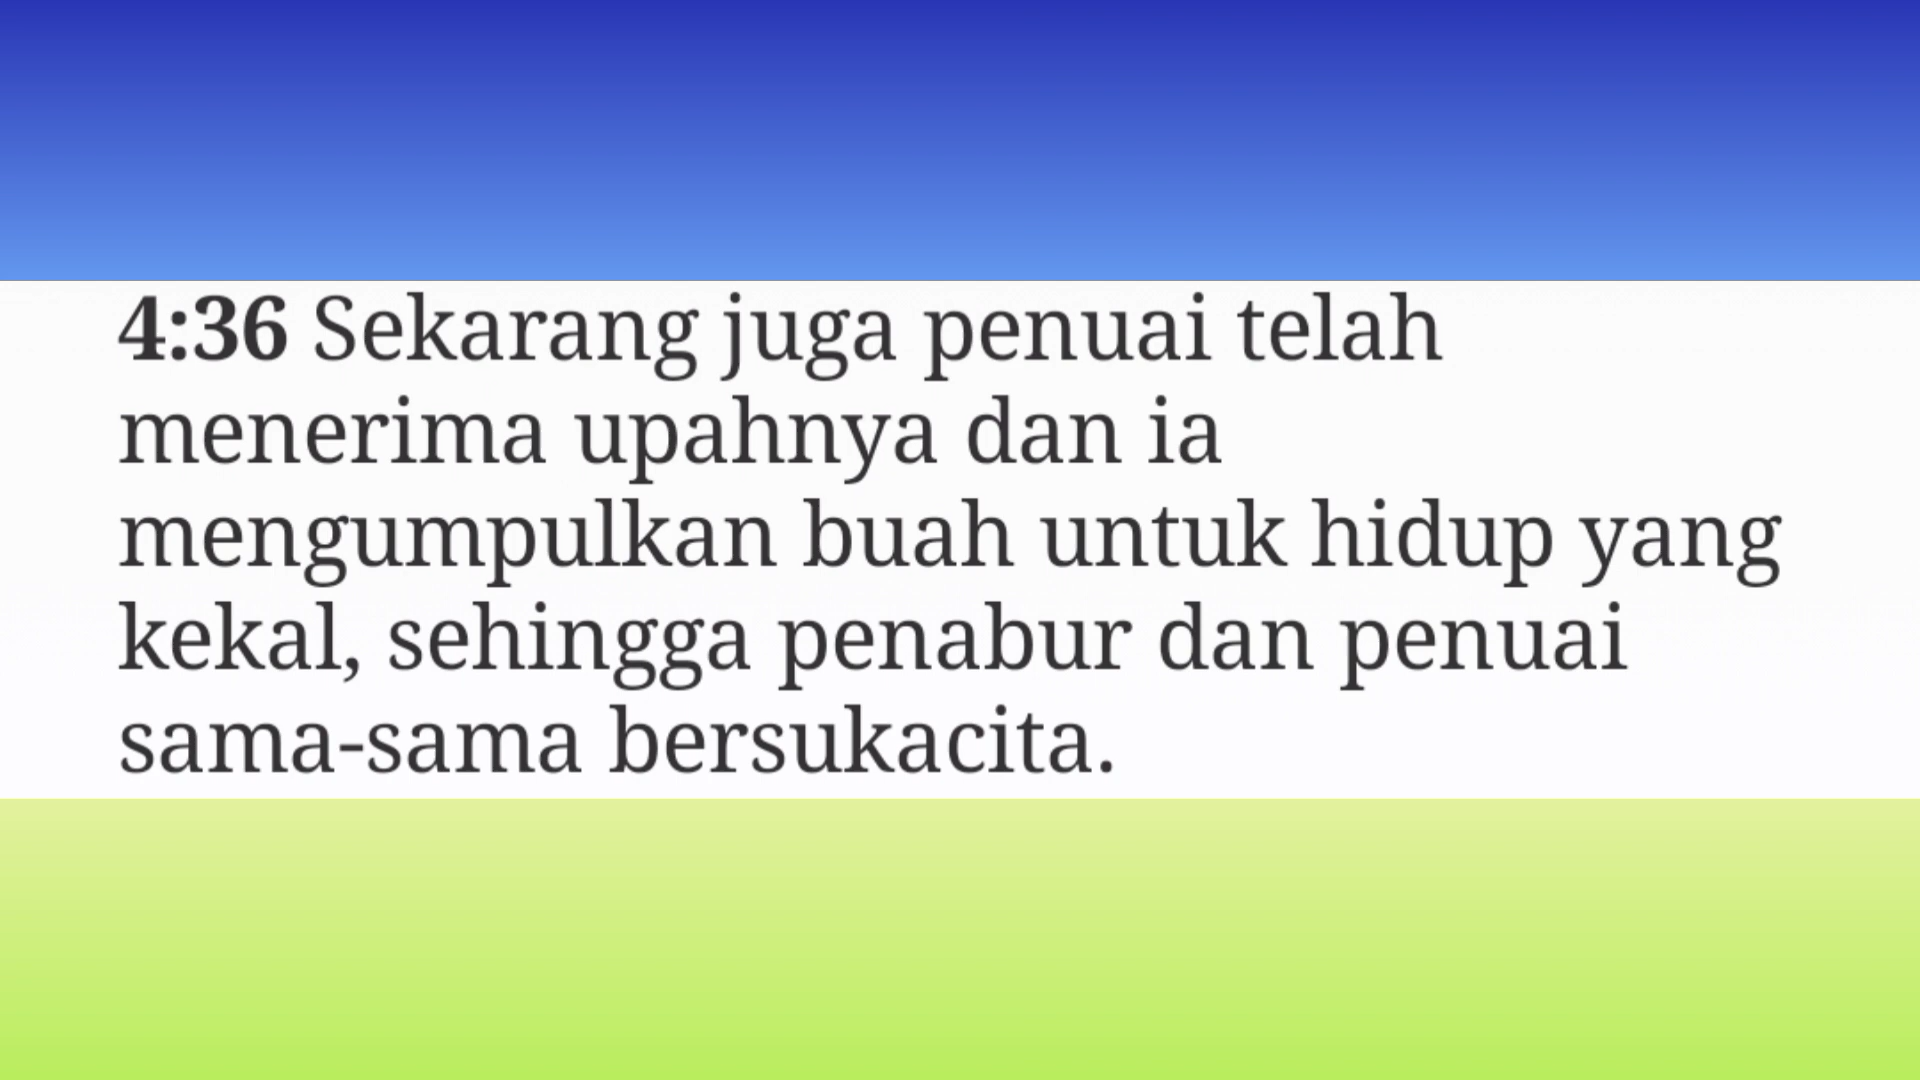 4:36 Sekarang juga penuai telah
menerima upahnya dan ia
mengumpulkan buah untuk hidup yang
kekal, sehingga penabur dan penuai
sama-sama bersukacita.